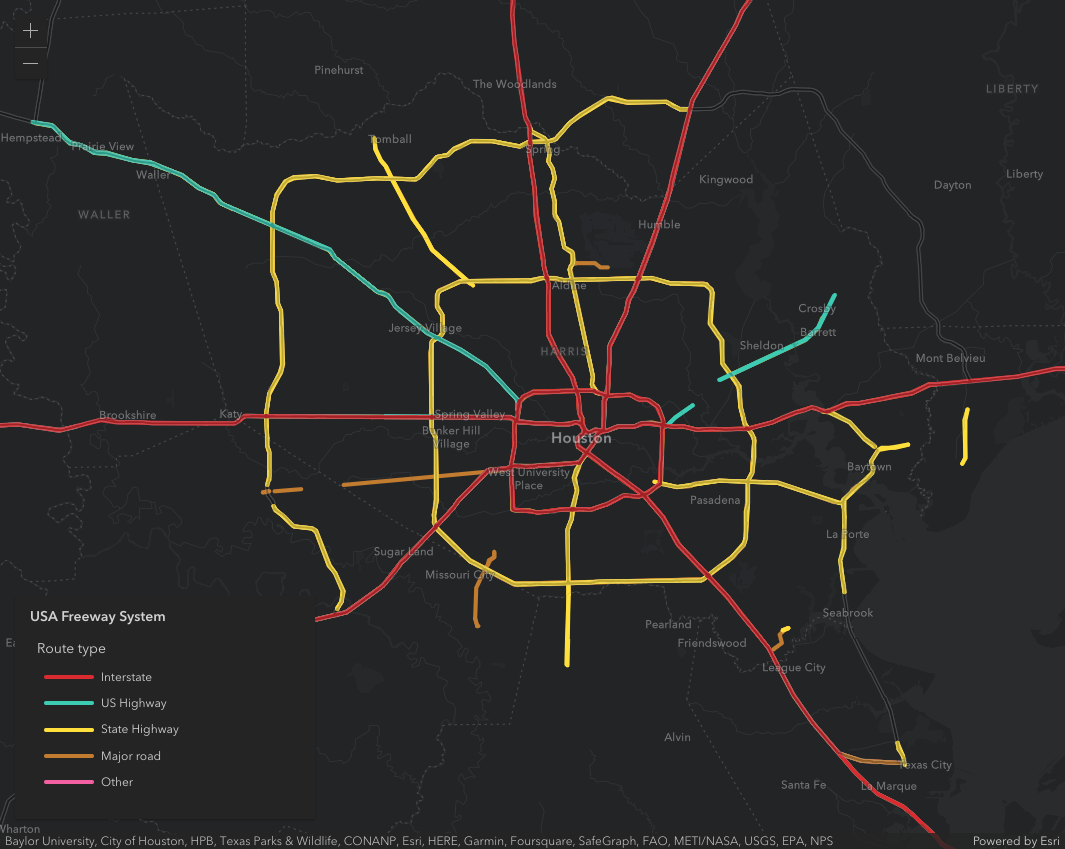 +
Pinehurst
The Woodlands
LIBERTY
−
Hempstead
Prairie View
Tomball
Spring
Waller
Kingwood
Dayton
Liberty
WALLER
Humble
Aldine
Crosby
Jersey Village
Barrett
HARRIS
Sheldon
Mont Belvieu
Brookshire
Katy
Spring Valley
Bunker Hill
Village
Houston
West University
Place
Baytown
Pasadena
La Porte
Sugar Land
Missouri City
Seabrook
Pearland
Friendswood
League City
USA Freeway System
Ea
Route type
Interstate
US Highway
State Highway
Major road
Other
Alvin
Texas City
Santa Fe
La Marque
Wharton
Baylor University, City of Houston, HPB, Texas Parks & Wildlife, CONANP, Esri, HERE, Garmin, Foursquare, SafeGraph, FAO, METI/NASA, USGS, EPA, NPS
Powered by Esri